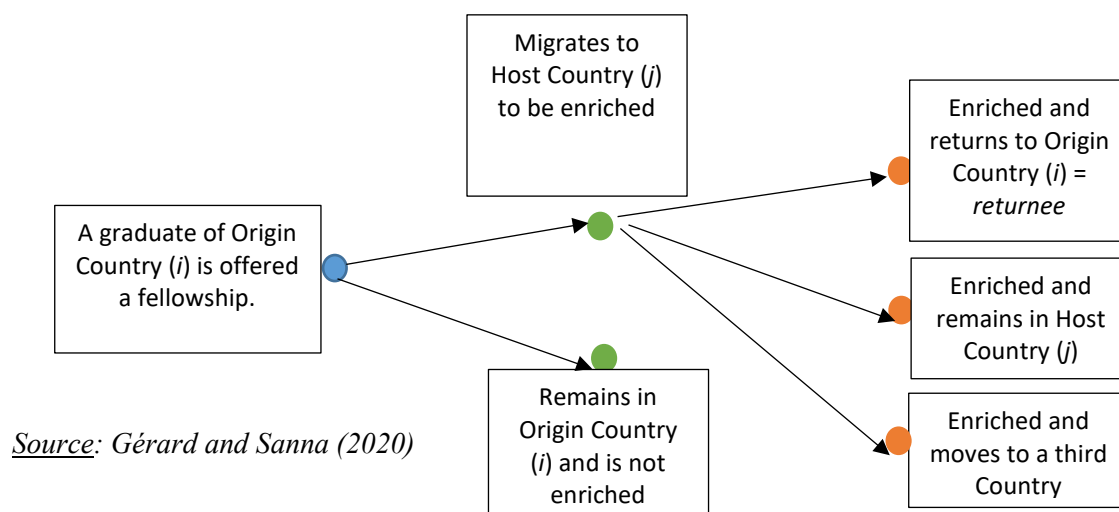 Migrates to
Host Country (j)
to be enriched
Enriched and
returns to Origin
Country (i) =
returnee
A graduate of Origin
Country (i) is offered
a fellowship.
Enriched and
remains in Host
Country (j)
Remains in
Origin Country
(i) and is not
enriched
Enriched and
moves to a third
Country
Source: Gérard and Sanna (2020)